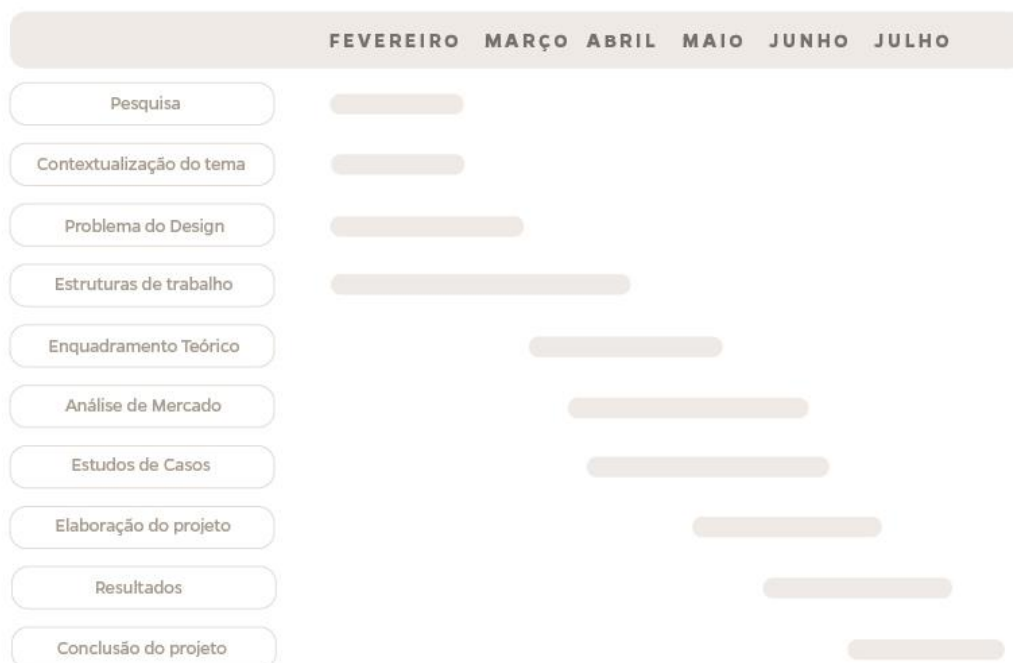 FEVEREIRO MARÇO ABRIL MAIO JUNHO JULHO
Pesquisa
Contextualização do tema
Problema do Design
Estruturas de trabalho
Enquadramento Teórico
Análise de Mercado
Estudos de Casos
Elaboração do projeto
Resultados
Conclusão do projeto